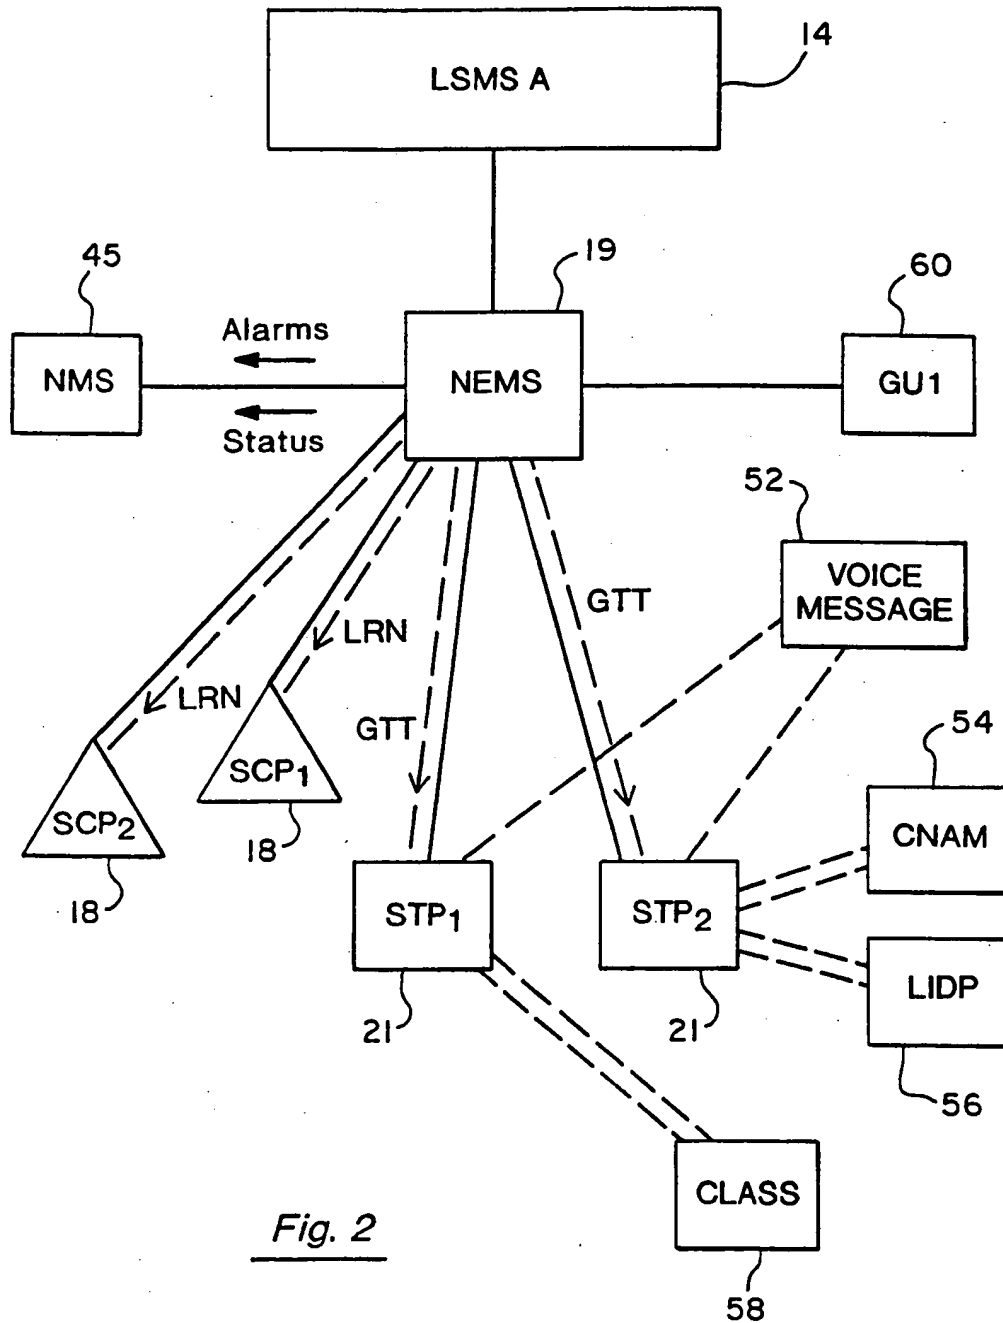 LSMS A
14
45
19
60
Alarms
NMS
NEMS
GU1
Status
52
VOICE
MESSAGE
GTT
LRN
LRN
GTT
54
SCP1
SCP2
CNAM
18
18
STP1
STP2
LIDP
21
21
56
CLASS
Fig. 2
58